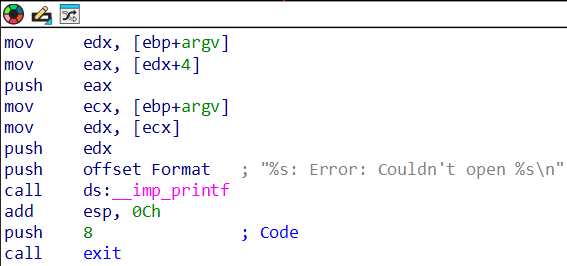 mov     edx, [ebp+argv]
mov     eax, [edx+4]
push    eax
mov     ecx, [ebp+argv]
mov     edx, [ecx]
push    edx
push    offset Format   ; "%s: Error: Couldn't open %s\n"
call    ds:__imp_printf
add     esp, 0Ch
push    8               ; Code
call    exit